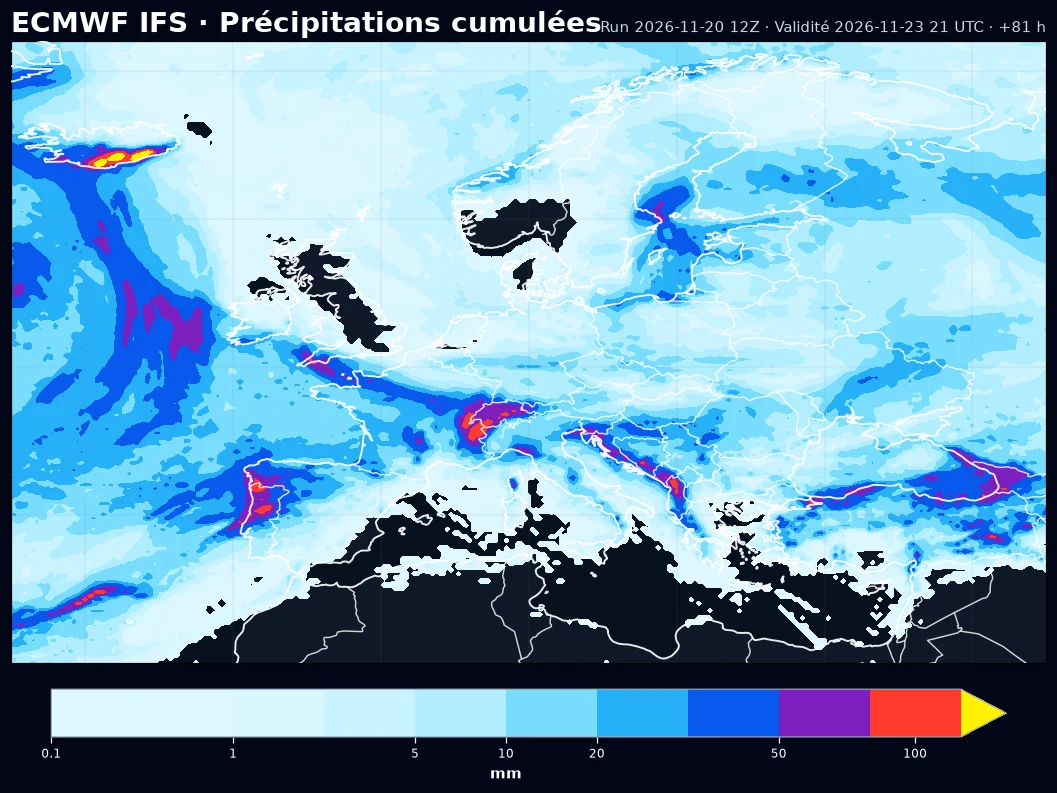 ECMWF IFS · Précipitations cumulées
Run 2026-11-20 12Z · Validité 2026-11-23 21 UTC · +81 h
0.1 1 5 10 20 50 100
mm